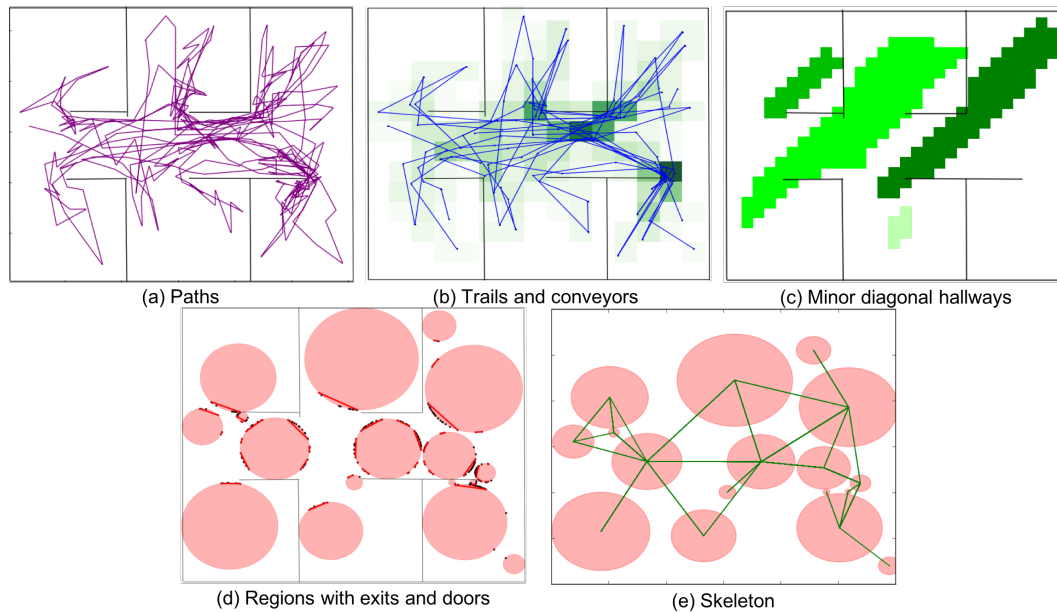 (a) Paths
(b) Trails and conveyors
(c) Minor diagonal hallways
(d) Regions with exits and doors
(e) Skeleton